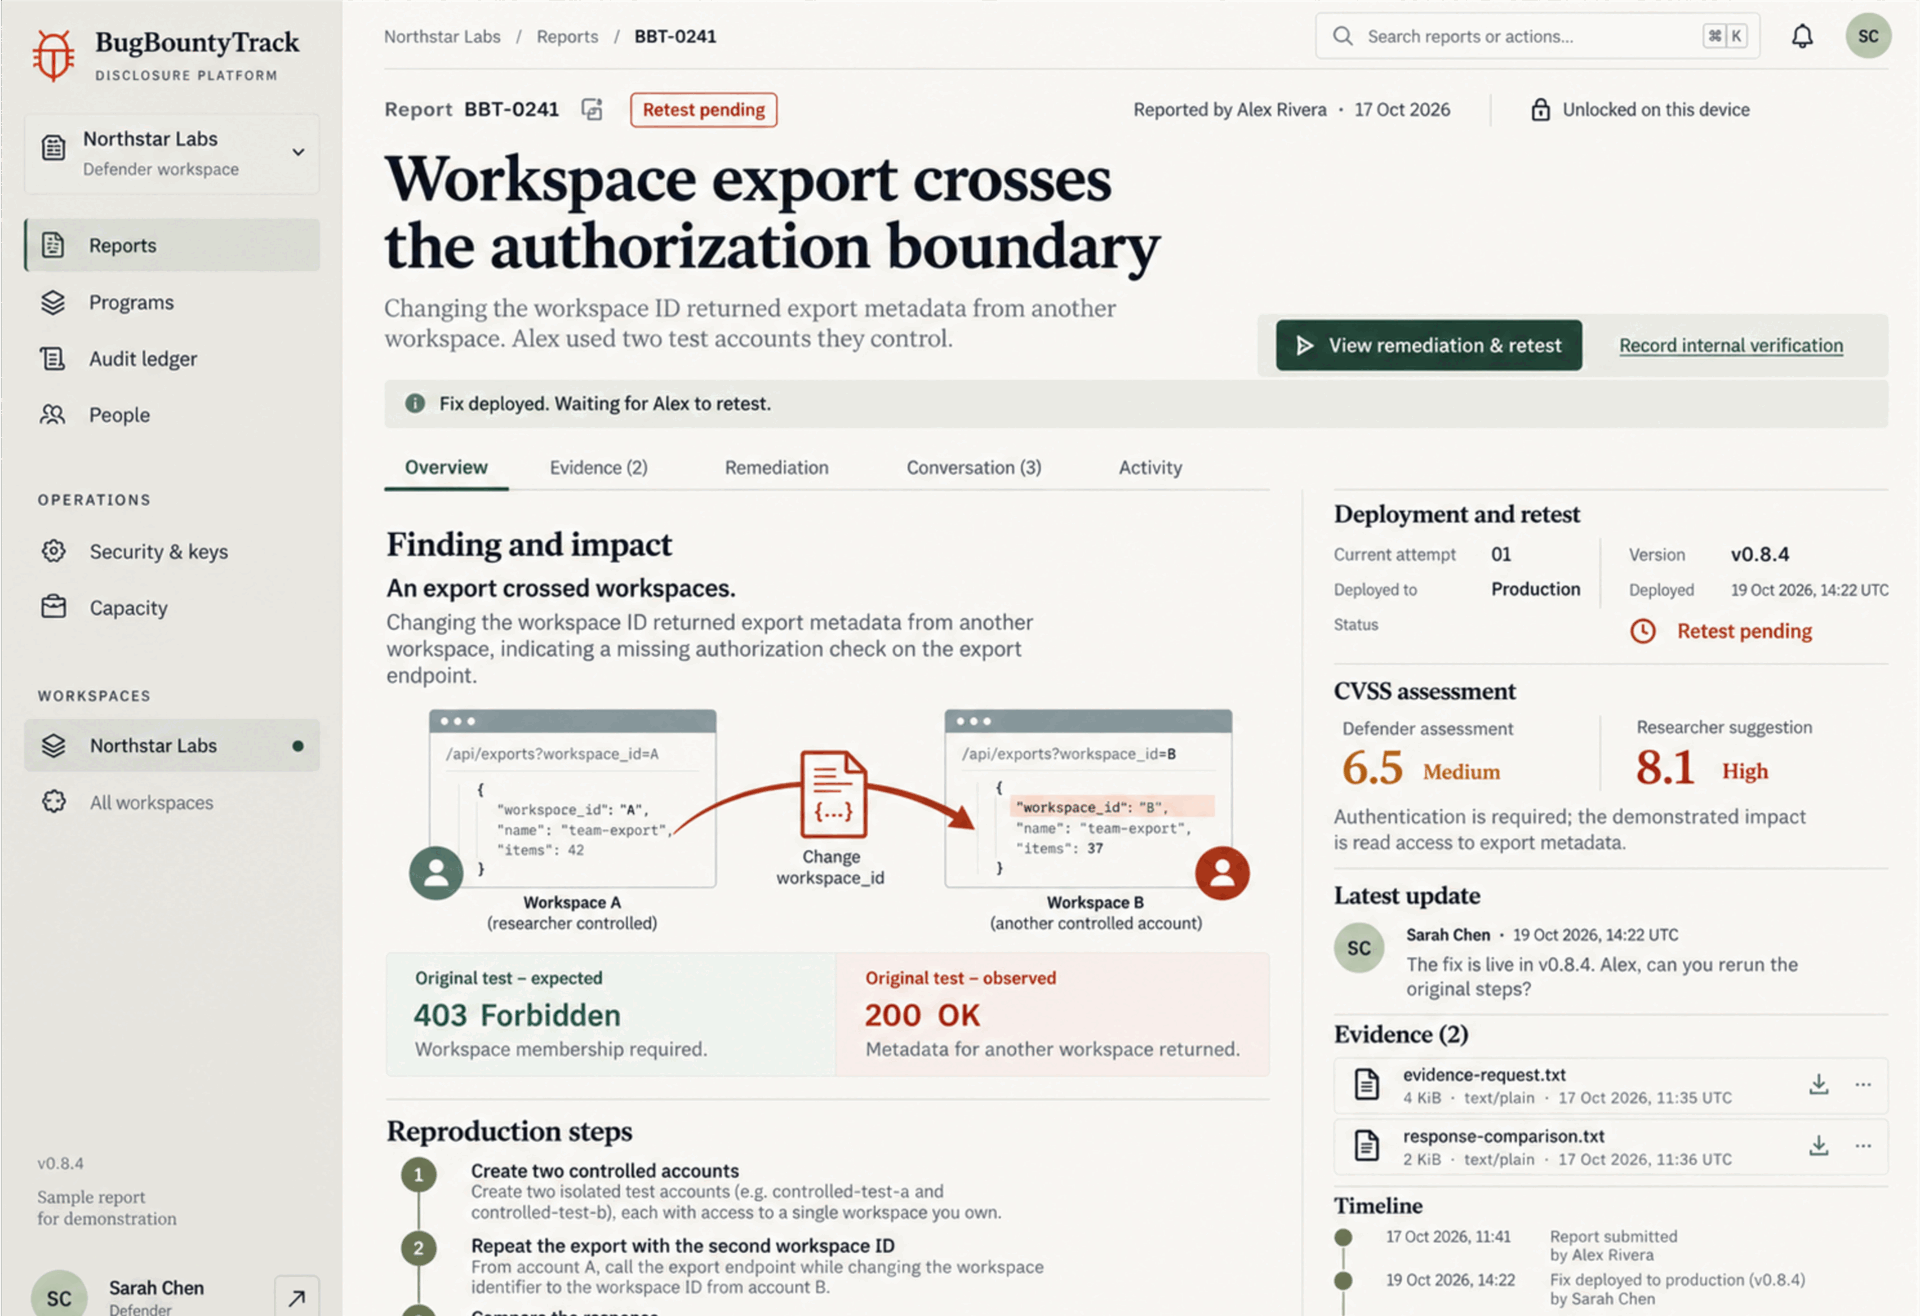 BugBountyTrack
DISCLOSURE PLATFORM
Northstar Labs
Defender workspace
Reports
Programs
Audit ledger
People
OPERATIONS
Security & keys
Capacity
WORKSPACES
Northstar Labs
All workspaces
v0.8.4
Sample report
for demonstration
SC
Sarah Chen
Defender
Northstar Labs / Reports / BBT-0241
Search reports or actions...
⌘ K
SC
Report BBT-0241
Retest pending
Reported by Alex Rivera · 17 Oct 2026
Unlocked on this device
Workspace export crosses
the authorization boundary
Changing the workspace ID returned export metadata from another
workspace. Alex used two test accounts they control.
View remediation & retest
Record internal verification
Fix deployed. Waiting for Alex to retest.
Overview
Evidence (2)
Remediation
Conversation (3)
Activity
Finding and impact
An export crossed workspaces.
Changing the workspace ID returned export metadata from another
workspace, indicating a missing authorization check on the export
endpoint.
/api/exports?workspace_id=A
{
"workspoce_id": "A",
"name": "team-export",
"items": 42
}
Workspace A
(researcher controlled)
{...}
Change
workspace_id
/api/exports?workspace_id=B
{
"workspace_id": "B",
"name": "team-export",
"items": 37
}
Workspace B
(another controlled account)
Original test – expected
403 Forbidden
Workspace membership required.
Original test – observed
200 OK
Metadata for another workspace returned.
Reproduction steps
1
Create two controlled accounts
Create two isolated test accounts (e.g. controlled-test-a and
controlled-test-b), each with access to a single workspace you own.
2
Repeat the export with the second workspace ID
From account A, call the export endpoint while changing the workspace
identifier to the workspace ID from account B.
Deployment and retest
Current attempt 01
Version v0.8.4
Deployed to Production
Deployed 19 Oct 2026, 14:22 UTC
Status
Retest pending
CVSS assessment
Defender assessment
6.5 Medium
Researcher suggestion
8.1 High
Authentication is required; the demonstrated impact
is read access to export metadata.
Latest update
SC
Sarah Chen · 19 Oct 2026, 14:22 UTC
The fix is live in v0.8.4. Alex, can you rerun the
original steps?
Evidence (2)
evidence-request.txt
4 KiB · text/plain · 17 Oct 2026, 11:35 UTC
response-comparison.txt
2 KiB · text/plain · 17 Oct 2026, 11:36 UTC
Timeline
17 Oct 2026, 11:41
Report submitted
by Alex Rivera
19 Oct 2026, 14:22
Fix deployed to production (v0.8.4)
by Sarah Chen